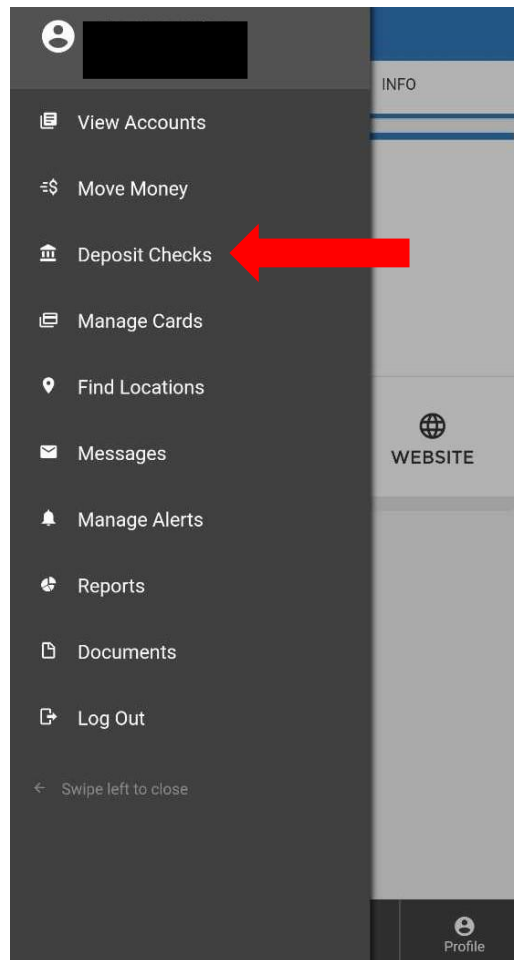 INFO
View Accounts
Move Money
Deposit Checks
Manage Cards
Find Locations
WEBSITE
Messages
Manage Alerts
Reports
Documents
Log Out
Swipe left to close
Profile